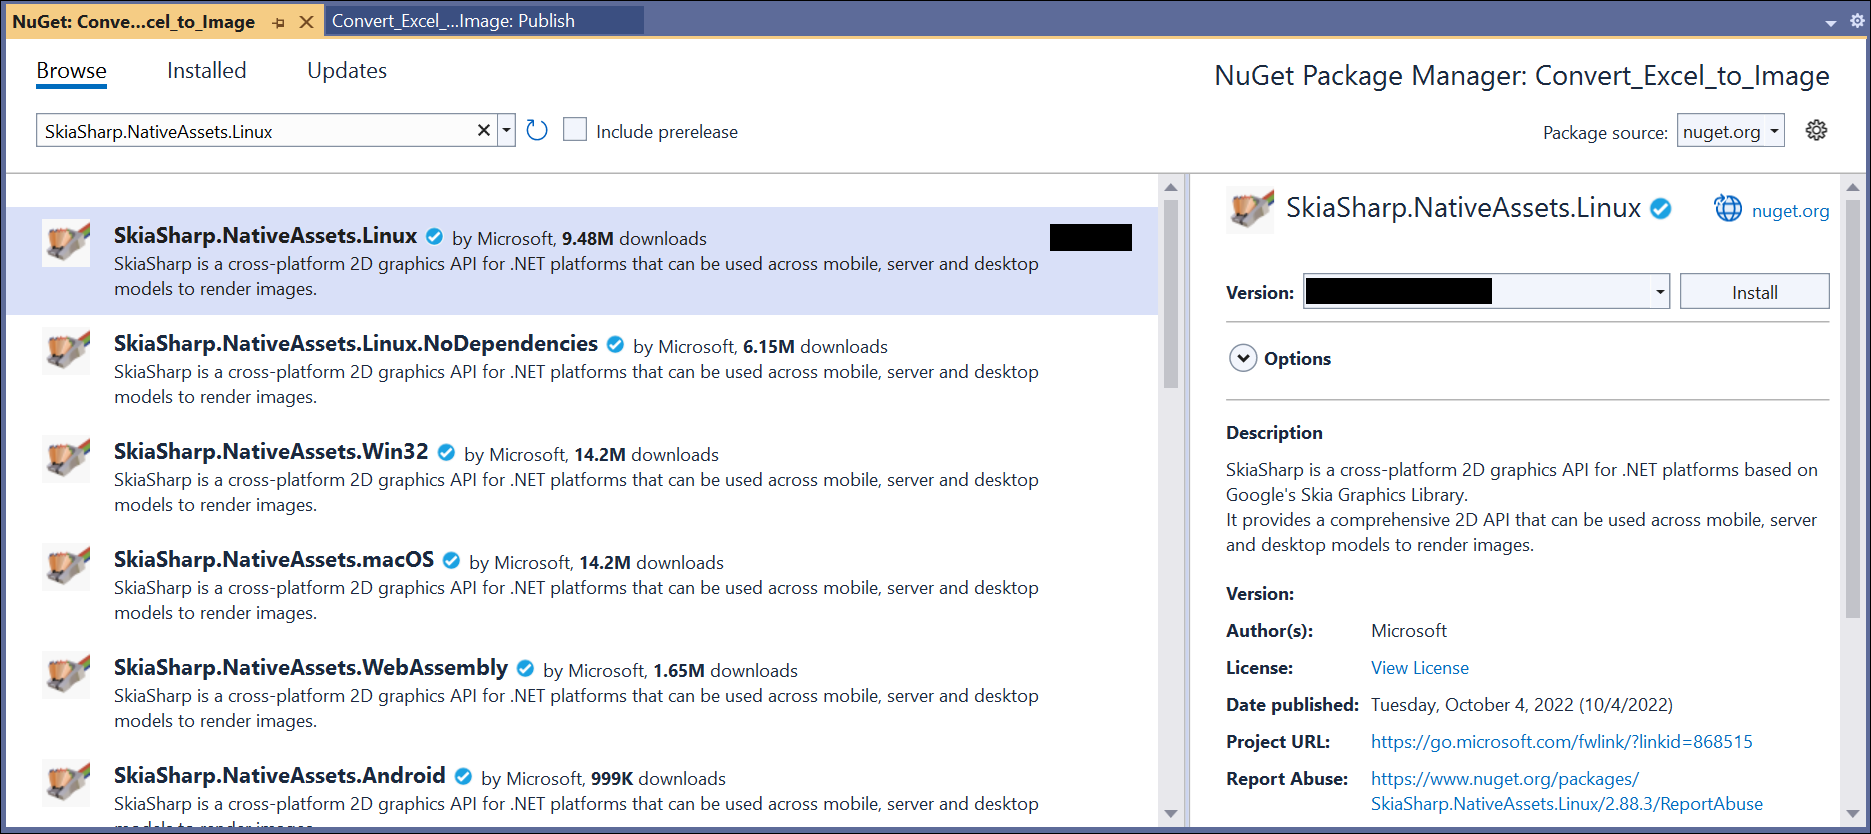 NuGet: Conve...cel_to_Image
Convert_Excel_...Image: Publish
Browse
Installed
Updates
NuGet Package Manager: Convert_Excel_to_Image
SkiaSharp.NativeAssets.Linux
Include prerelease
Package source: nuget.org
SkiaSharp.NativeAssets.Linux by Microsoft, 9.48M downloads
SkiaSharp is a cross-platform 2D graphics API for .NET platforms that can be used across mobile, server and desktop
models to render images.
SkiaSharp.NativeAssets.Linux.NoDependencies by Microsoft, 6.15M downloads
SkiaSharp is a cross-platform 2D graphics API for .NET platforms that can be used across mobile, server and desktop
models to render images.
SkiaSharp.NativeAssets.Win32 by Microsoft, 14.2M downloads
SkiaSharp is a cross-platform 2D graphics API for .NET platforms that can be used across mobile, server and desktop
models to render images.
SkiaSharp.NativeAssets.macOS by Microsoft, 14.2M downloads
SkiaSharp is a cross-platform 2D graphics API for .NET platforms that can be used across mobile, server and desktop
models to render images.
SkiaSharp.NativeAssets.WebAssembly by Microsoft, 1.65M downloads
SkiaSharp is a cross-platform 2D graphics API for .NET platforms that can be used across mobile, server and desktop
models to render images.
SkiaSharp.NativeAssets.Android by Microsoft, 999K downloads
SkiaSharp is a cross-platform 2D graphics API for .NET platforms that can be used across mobile, server and desktop
models to render images.
SkiaSharp.NativeAssets.Linux
nuget.org
Version:
Install
Options
Description
SkiaSharp is a cross-platform 2D graphics API for .NET platforms based on
Google's Skia Graphics Library.
It provides a comprehensive 2D API that can be used across mobile, server
and desktop models to render images.
Version:
Author(s): Microsoft
License: View License
Date published: Tuesday, October 4, 2022 (10/4/2022)
Project URL: https://go.microsoft.com/fwlink/?linkid=868515
Report Abuse: https://www.nuget.org/packages/
SkiaSharp.NativeAssets.Linux/2.88.3/ReportAbuse